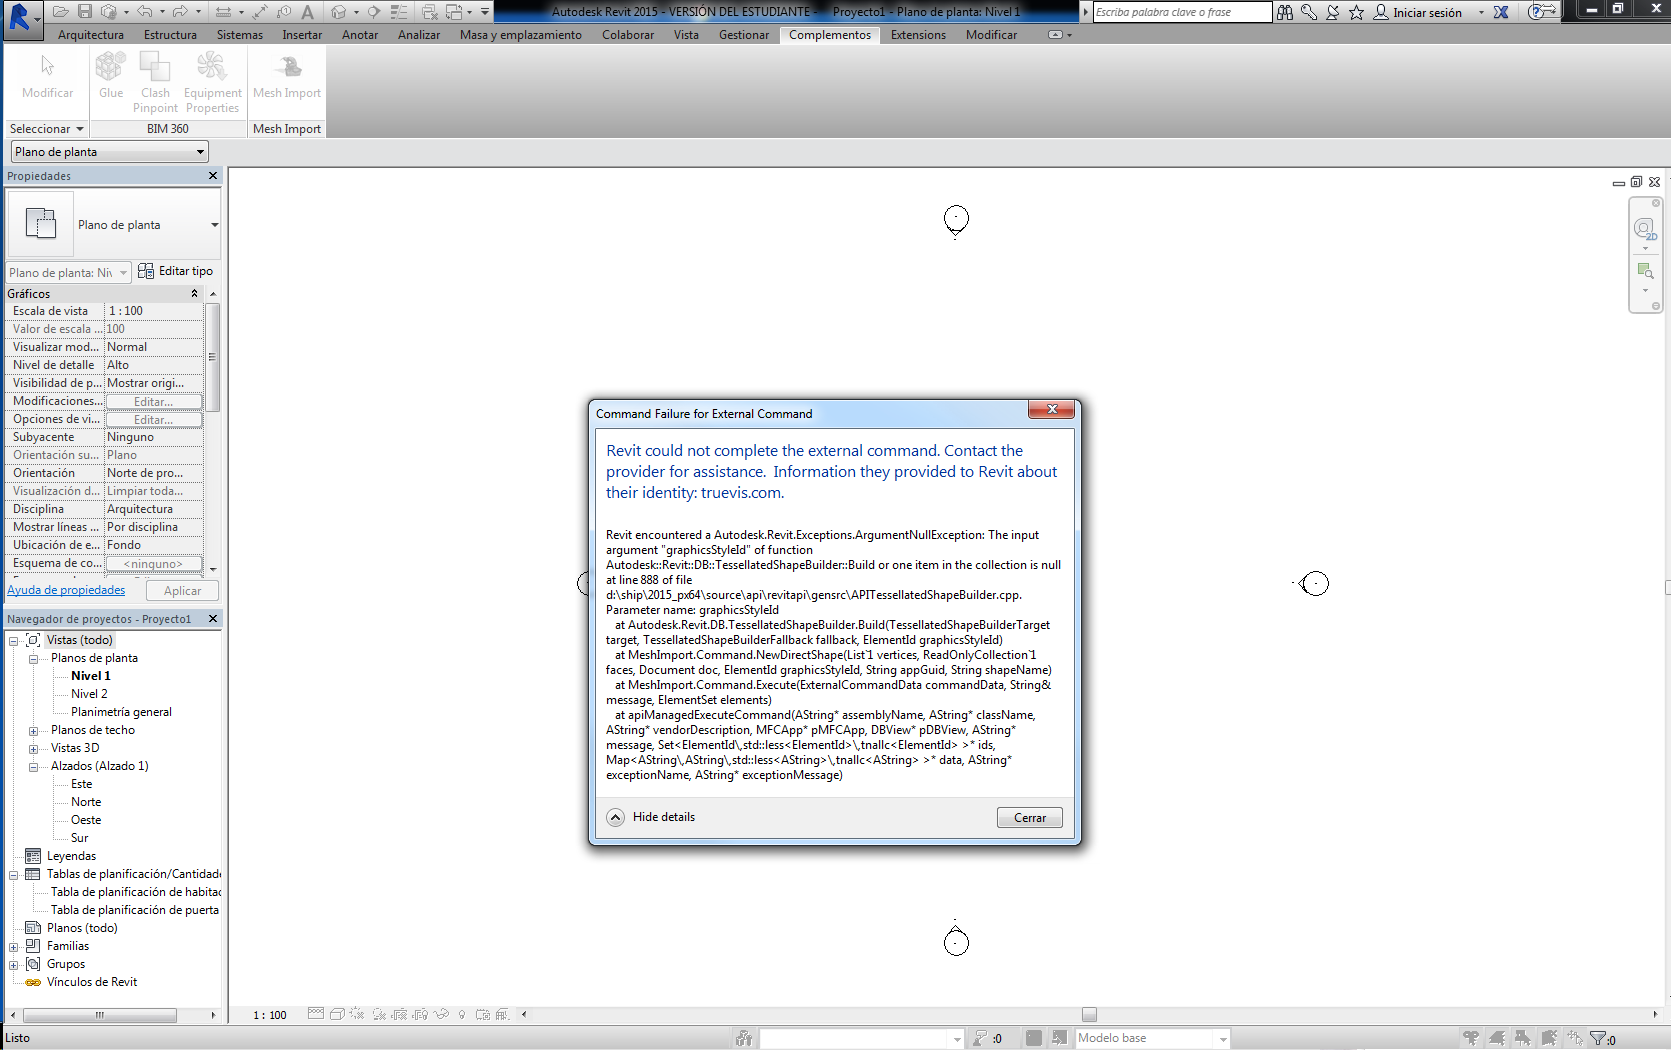 Autodesk Revit 2015 - VERSIÓN DEL ESTUDIANTE - Proyecto1 - Plano de planta: Nivel 1
Escriba palabra clave o frase
Iniciar sesión
Arquitectura Estructura Sistemas Insertar Anotar Analizar Masa y emplazamiento Colaborar Vista Gestionar Complementos Extensions Modificar
Modificar Glue Clash Pinpoint Equipment Properties Mesh Import
Seleccionar BIM 360 Mesh Import
Plano de planta
Propiedades
Plano de planta
Plano de planta: Niv
Editar tipo
Gráficos
Escala de vista 1 : 100
Valor de escala ... 100
Visualizar mod... Normal
Nivel de detalle Alto
Visibilidad de p... Mostrar origi...
Modificaciones... Editar...
Opciones de vi... Editar...
Subyacente Ninguno
Orientación su... Plano
Orientación Norte de pro...
Visualización d... Limpiar toda...
Disciplina Arquitectura
Mostrar líneas ... Por disciplina
Ubicación de e... Fondo
Esquema de co... <ninguno>
Ayuda de propiedades Aplicar
Navegador de proyectos - Proyecto1
Vistas (todo)
Planos de planta
Nivel 1
Nivel 2
Planimetría general
Planos de techo
Vistas 3D
Alzados (Alzado 1)
Este
Norte
Oeste
Sur
Leyendas
Tablas de planificación/Cantidade
Tabla de planificación de habitac
Tabla de planificación de puerta
Planos (todo)
Familias
Grupos
Vínculos de Revit
2D
Command Failure for External Command
Revit could not complete the external command. Contact the
provider for assistance. Information they provided to Revit about
their identity: truevis.com.
Revit encountered a Autodesk.Revit.Exceptions.ArgumentNullException: The input
argument "graphicsStyleId" of function
Autodesk::Revit::DB::TessellatedShapeBuilder::Build or one item in the collection is null
at line 888 of file
d:\ship\2015_px64\source\api\revitapi\gensrc\APITessellatedShapeBuilder.cpp.
Parameter name: graphicsStyleId
at Autodesk.Revit.DB.TessellatedShapeBuilder.Build(TessellatedShapeBuilderTarget
target, TessellatedShapeBuilderFallback fallback, ElementId graphicsStyleId)
at MeshImport.Command.NewDirectShape(List`1 vertices, ReadOnlyCollection`1
faces, Document doc, ElementId graphicsStyleId, String appGuid, String shapeName)
at MeshImport.Command.Execute(ExternalCommandData commandData, String&
message, ElementSet elements)
at apiManagedExecuteCommand(AString* assemblyName, AString* className,
AString* vendorDescription, MFCApp* pMFCApp, DBView* pDBView, AString*
message, Set<ElementId\,std::less<ElementId>\,tnallc<ElementId> >* ids,
Map<AString\,AString\,std::less<AString>\,tnallc<AString> >* data, AString*
exceptionName, AString* exceptionMessage)
Hide details
Cerrar
1 : 100
Listo
:0
Modelo base
:0